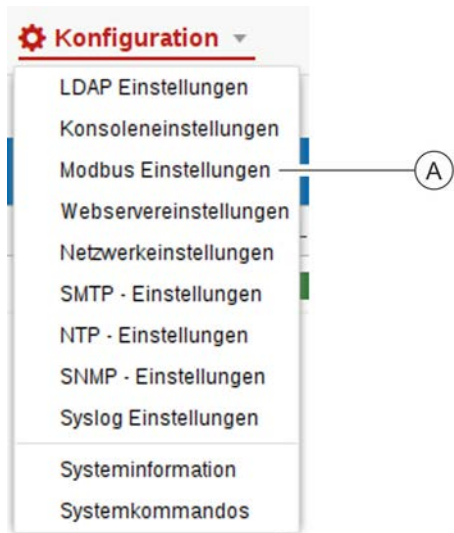 Konfiguration
LDAP Einstellungen
Konsoleneinstellungen
Modbus Einstellungen
A
Webservereinstellungen
Netzwerkeinstellungen
SMTP - Einstellungen
NTP - Einstellungen
SNMP - Einstellungen
Syslog Einstellungen
Systeminformation
Systemkommandos